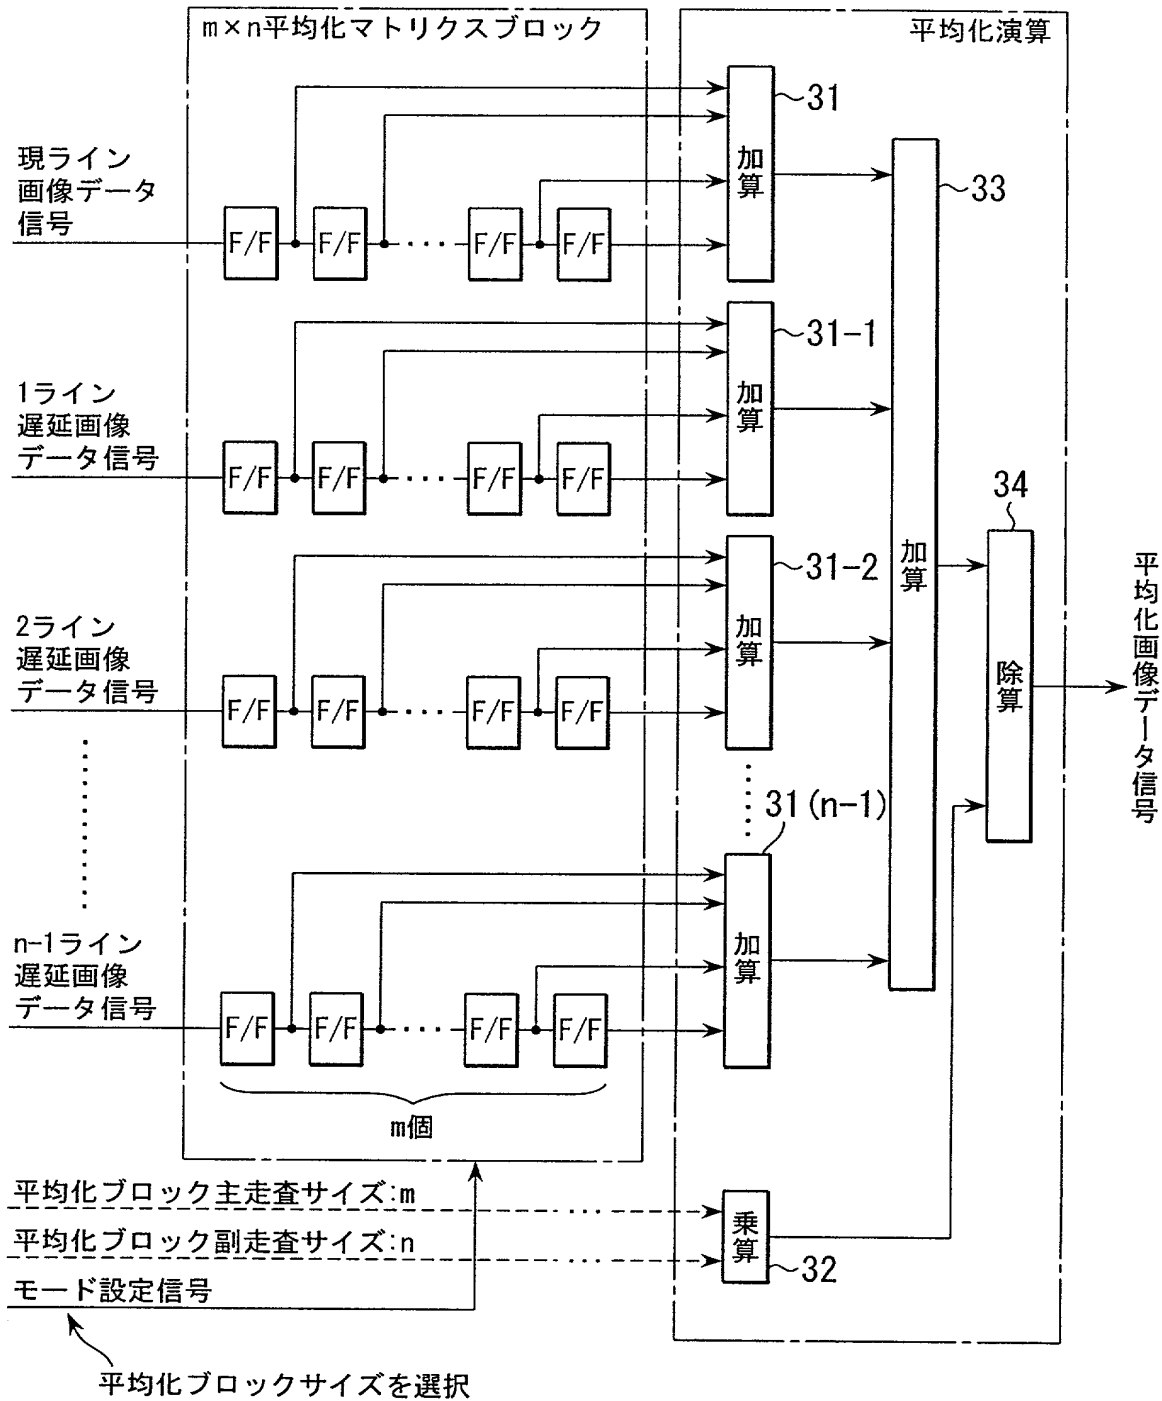 m×n平均化マトリクスブロック
平均化演算
現ライン
画像データ
信号
F/F
F/F
...
F/F
F/F
加算
31
33
1ライン
遅延画像
データ信号
F/F
F/F
...
F/F
F/F
加算
31-1
2ライン
遅延画像
データ信号
F/F
F/F
...
F/F
F/F
加算
31-2
加算
34
除算
平均化画像データ信号
31(n-1)
n-1ライン
遅延画像
データ信号
F/F
F/F
...
F/F
F/F
加算
m個
平均化ブロック主走査サイズ:m
平均化ブロック副走査サイズ:n
乗算
32
モード設定信号
平均化ブロックサイズを選択